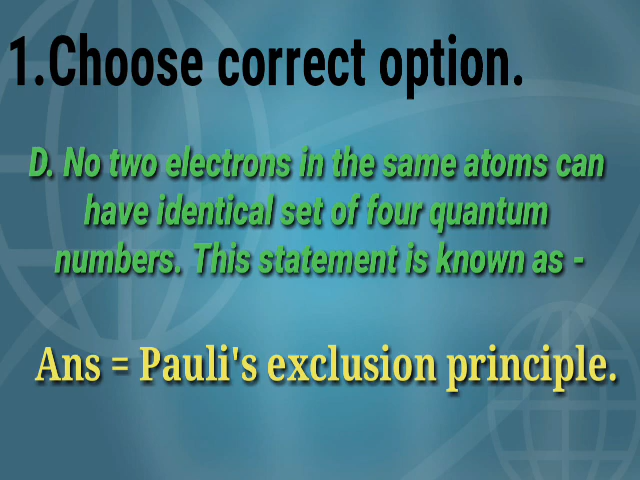 1.Choose correct option.
D. No two electrons in the same atoms can
have identical set of four quantum
numbers. This statement is known as -
Ans = Pauli's exclusion principle.